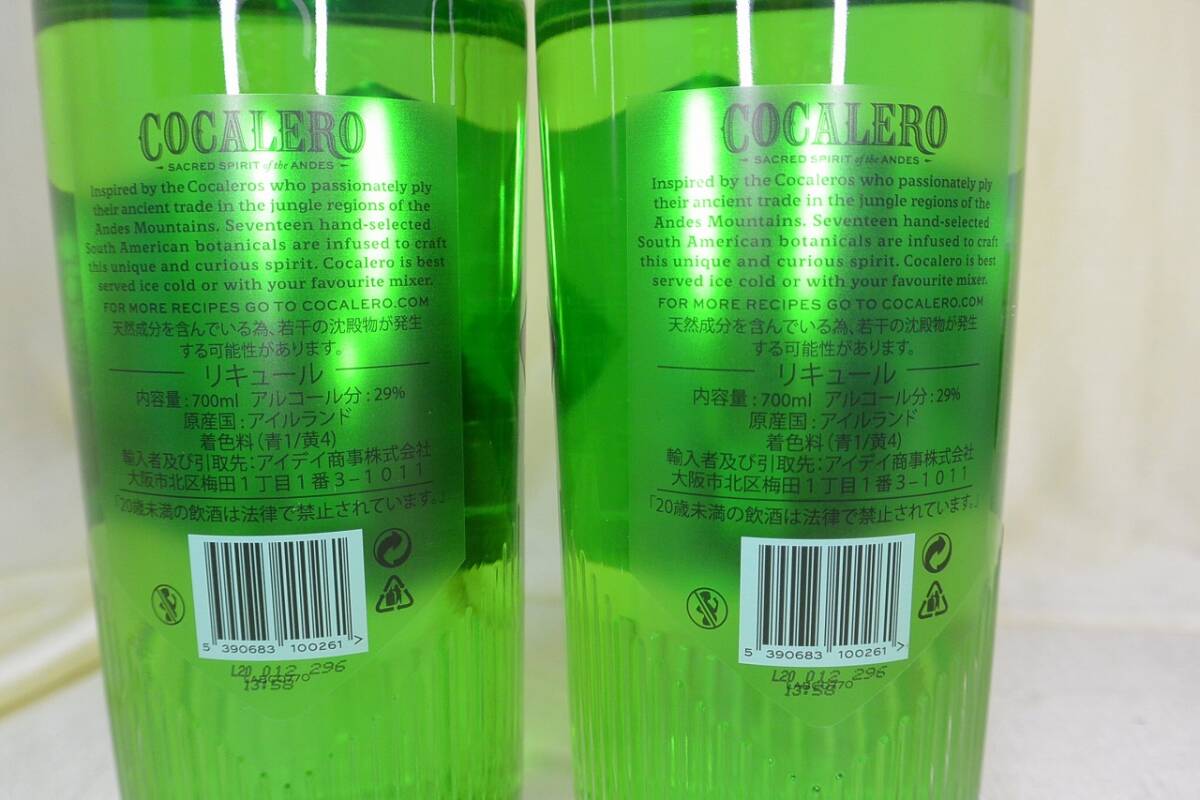 COCALERO
SACRED SPIRIT of the ANDES
Inspired by the Cocaleros who passionately ply
their ancient trade in the jungle regions of the
Andes Mountains. Seventeen hand-selected
South American botanicals are infused to craft
this unique and curious spirit. Cocalero is best
served ice cold or with your favourite mixer.
FOR MORE RECIPES GO TO COCALERO.COM
天然成分を含んでいる為、若干の沈殿物が発生
する可能性があります。
リキュール
内容量:700ml アルコール分:29%
原産国:アイルランド
着色料(青1/黄4)
輸入者及び引取先:アイデイ商事株式会社
大阪市北区梅田1丁目1番3-1011
「20歳未満の飲酒は法律で禁止されています。」
5 390683 100261 >
L20 012 296
13:58
COCALERO
SACRED SPIRIT of the ANDES
Inspired by the Cocaleros who passionately ply
their ancient trade in the jungle regions of the
Andes Mountains. Seventeen hand-selected
South American botanicals are infused to craft
this unique and curious spirit. Cocalero is best
served ice cold or with your favourite mixer.
FOR MORE RECIPES GO TO COCALERO.COM
天然成分を含んでいる為、若干の沈殿物が発生
する可能性があります。
リキュール
内容量:700ml アルコール分:29%
原産国:アイルランド
着色料(青1/黄4)
輸入者及び引取先:アイデイ商事株式会社
大阪市北区梅田1丁目1番3-1011
「20歳未満の飲酒は法律で禁止されています。」
5 390683 100261 >
L20 012 296
13:58